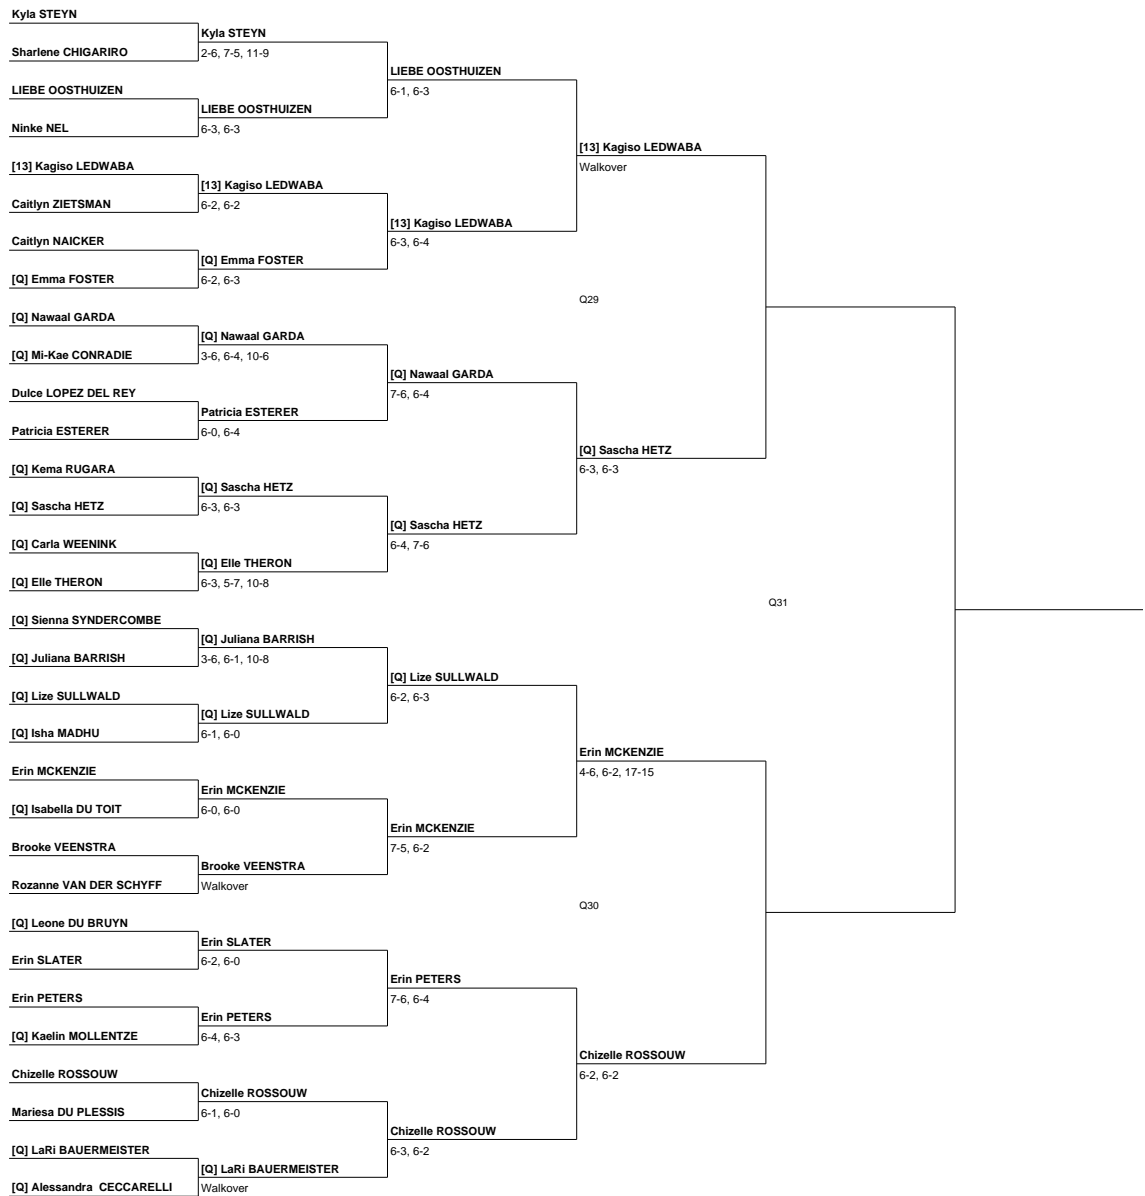 Kyla STEYN
Sharlene CHIGARIRO
LIEBE OOSTHUIZEN
Ninke NEL
[13] Kagiso LEDWABA
Caitlyn ZIETSMAN
Caitlyn NAICKER
[Q] Emma FOSTER
[Q] Nawaal GARDA
[Q] Mi-Kae CONRADIE
Dulce LOPEZ DEL REY
Patricia ESTERER
[Q] Kema RUGARA
[Q] Sascha HETZ
[Q] Carla WEENINK
[Q] Elle THERON
[Q] Sienna SYNDERCOMBE
[Q] Juliana BARRISH
[Q] Lize SULLWALD
[Q] Isha MADHU
Erin MCKENZIE
[Q] Isabella DU TOIT
Brooke VEENSTRA
Rozanne VAN DER SCHYFF
[Q] Leone DU BRUYN
Erin SLATER
Erin PETERS
[Q] Kaelin MOLLENTZE
Chizelle ROSSOUW
Mariesa DU PLESSIS
[Q] LaRi BAUERMEISTER
[Q] Alessandra CECCARELLI
Kyla STEYN
2-6, 7-5, 11-9
LIEBE OOSTHUIZEN
6-3, 6-3
[13] Kagiso LEDWABA
6-2, 6-2
[Q] Emma FOSTER
6-2, 6-3
[Q] Nawaal GARDA
3-6, 6-4, 10-6
Patricia ESTERER
6-0, 6-4
[Q] Sascha HETZ
6-3, 6-3
[Q] Elle THERON
6-3, 5-7, 10-8
[Q] Juliana BARRISH
3-6, 6-1, 10-8
[Q] Lize SULLWALD
6-1, 6-0
Erin MCKENZIE
6-0, 6-0
Brooke VEENSTRA
Walkover
Erin SLATER
6-2, 6-0
Erin PETERS
6-4, 6-3
Chizelle ROSSOUW
6-1, 6-0
[Q] LaRi BAUERMEISTER
Walkover
LIEBE OOSTHUIZEN
6-1, 6-3
[13] Kagiso LEDWABA
6-3, 6-4
[Q] Nawaal GARDA
7-6, 6-4
[Q] Sascha HETZ
6-4, 7-6
[Q] Lize SULLWALD
6-2, 6-3
Erin MCKENZIE
7-5, 6-2
Erin PETERS
7-6, 6-4
Chizelle ROSSOUW
6-3, 6-2
[13] Kagiso LEDWABA
Walkover
Q29
[Q] Sascha HETZ
6-3, 6-3
Erin MCKENZIE
4-6, 6-2, 17-15
Q30
Chizelle ROSSOUW
6-2, 6-2
Q31